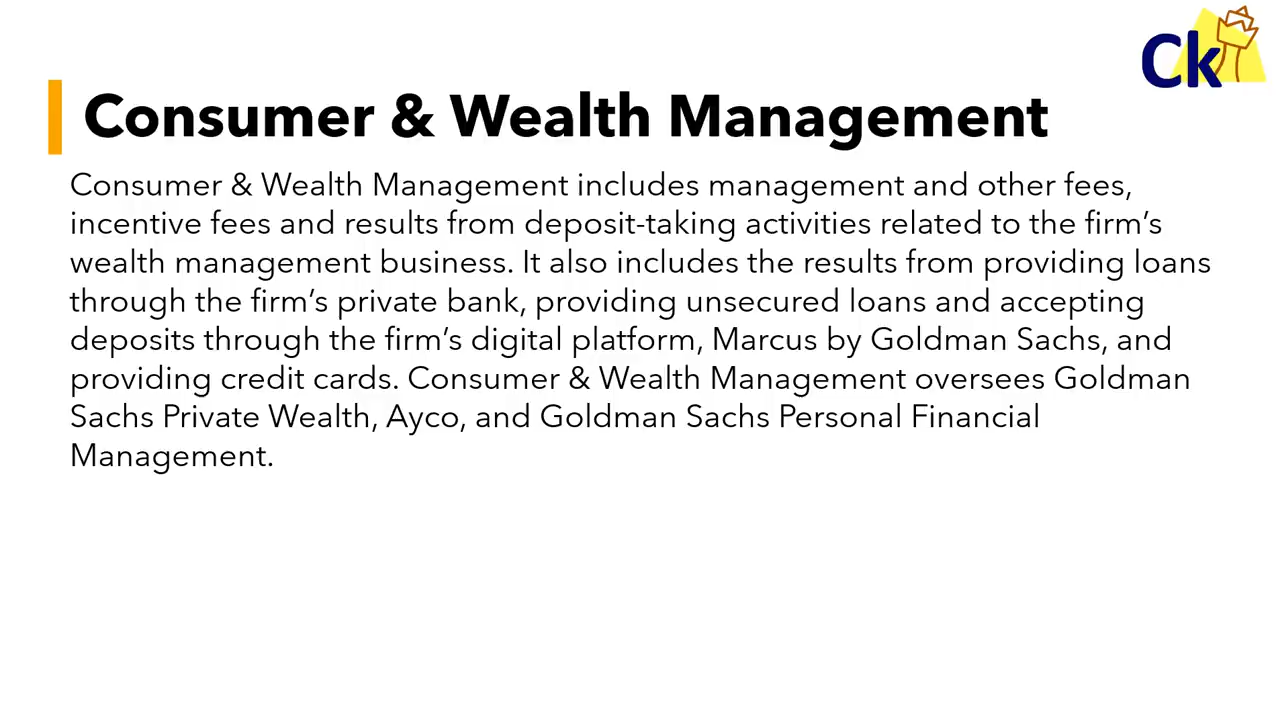 Ck
Consumer & Wealth Management
Consumer & Wealth Management includes management and other fees,
incentive fees and results from deposit-taking activities related to the firm’s
wealth management business. It also includes the results from providing loans
through the firm’s private bank, providing unsecured loans and accepting
deposits through the firm’s digital platform, Marcus by Goldman Sachs, and
providing credit cards. Consumer & Wealth Management oversees Goldman
Sachs Private Wealth, Ayco, and Goldman Sachs Personal Financial
Management.